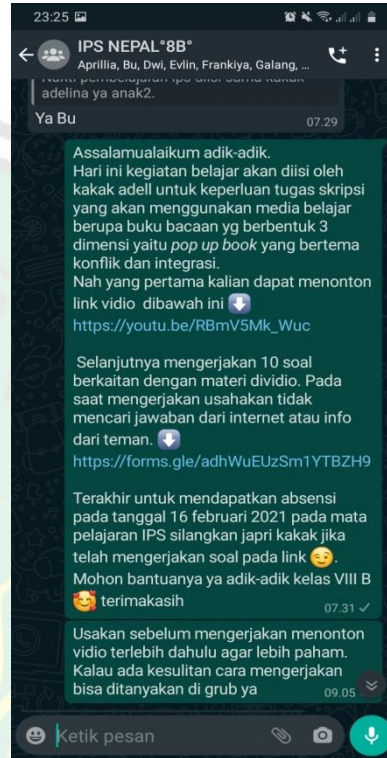 23:25
IPS NEPAL°8B°
Aprillia, Bu, Dwi, Evlin, Frankiya, Galang, ...
Nanti pembelajaran ips diisi sama kakak
adelina ya anak2.
Ya Bu
07.29
Assalamualaikum adik-adik.
Hari ini kegiatan belajar akan diisi oleh
kakak adell untuk keperluan tugas skripsi
yang akan menggunakan media belajar
berupa buku bacaan yg berbentuk 3
dimensi yaitu pop up book yang bertema
konflik dan integrasi.
Nah yang pertama kalian dapat menonton
link vidio dibawah ini ⬇️
https://youtu.be/RBmV5Mk_Wuc
Selanjutnya mengerjakan 10 soal
berkaitan dengan materi dividio. Pada
saat mengerjakan usahakan tidak
mencari jawaban dari internet atau info
dari teman. ⬇️
https://forms.gle/adhWuEUzSm1YTBZH9
Terakhir untuk mendapatkan absensi
pada tanggal 16 februari 2021 pada mata
pelajaran IPS silangkan japri kakak jika
telah mengerjakan soal pada link 😉.
Mohon bantuanya ya adik-adik kelas VIII B
🥰 terimakasih
07.31
Usakan sebelum mengerjakan menonton
vidio terlebih dahulu agar lebih paham.
Kalau ada kesulitan cara mengerjakan
bisa ditanyakan di grub ya
09.05
Ketik pesan